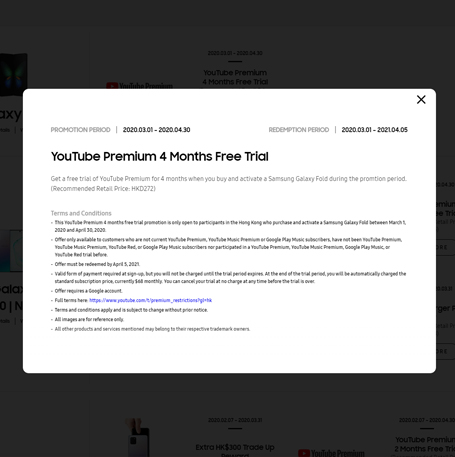 2020.03.01 – 2020.04.30
YouTube Premium
YouTube Premium
4 Months Free Trial
PROMOTION PERIOD | 2020.03.01 – 2020.04.30
REDEMPTION PERIOD | 2020.03.01 – 2021.04.05
YouTube Premium 4 Months Free Trial
Get a free trial of YouTube Premium for 4 months when you buy and activate a Samsung Galaxy Fold during the promtion period.
(Recommended Retail Price: HKD272)
Terms and Conditions
- This YouTube Premium 4 months free trial promotion is only open to participants in the Hong Kong who purchase and activate a Samsung Galaxy Fold between March 1,
2020 and April 30, 2020.
- Offer only available to customers who are not current YouTube Premium, YouTube Music Premium or Google Play Music subscribers, have not been YouTube Premium,
YouTube Music Premium, YouTube Red, or Google Play Music subscribers nor participated in a YouTube Premium, YouTube Music Premium, Google Play Music, or
YouTube Red trial before.
- Offer must be redeemed by April 5, 2021.
- Valid form of payment required at sign-up, but you will not be charged until the trial period expires. At the end of the trial period, you will be automatically charged the
standard subscription price, currently $68 monthly. You can cancel your trial at no charge at any time before the trial is over.
- Offer requires a Google account.
- Full terms here: https://www.youtube.com/t/premium_restrictions?gl=hk
- Terms and conditions apply and is subject to change without prior notice.
- All images are for reference only.
- All other products and services mentioned may belong to their respective trademark owners.
Extra HK$300 Trade Up
YouTube Premium
YouTube Premium
2 Months Free